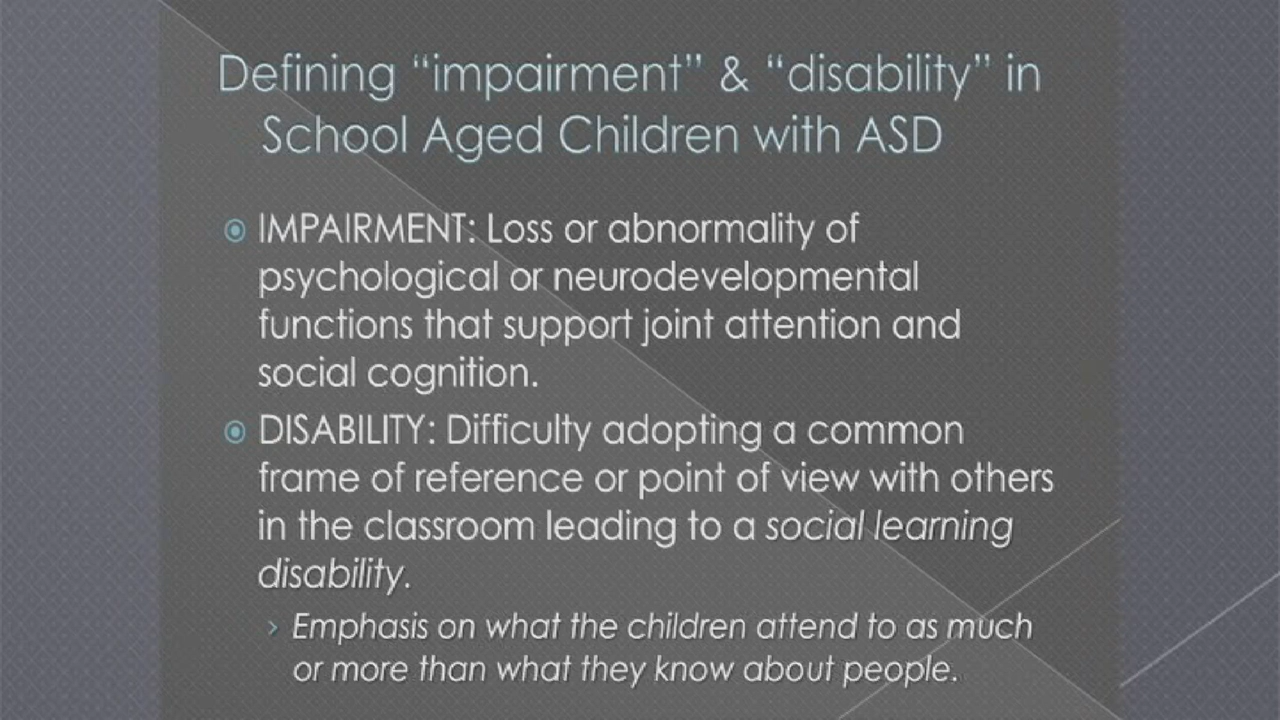 Defining “impairment” & “disability” in
School Aged Children with ASD
IMPAIRMENT: Loss or abnormality of
psychological or neurodevelopmental
functions that support joint attention and
social cognition.
DISABILITY: Difficulty adopting a common
frame of reference or point of view with others
in the classroom leading to a social learning
disability.
Emphasis on what the children attend to as much
or more than what they know about people.